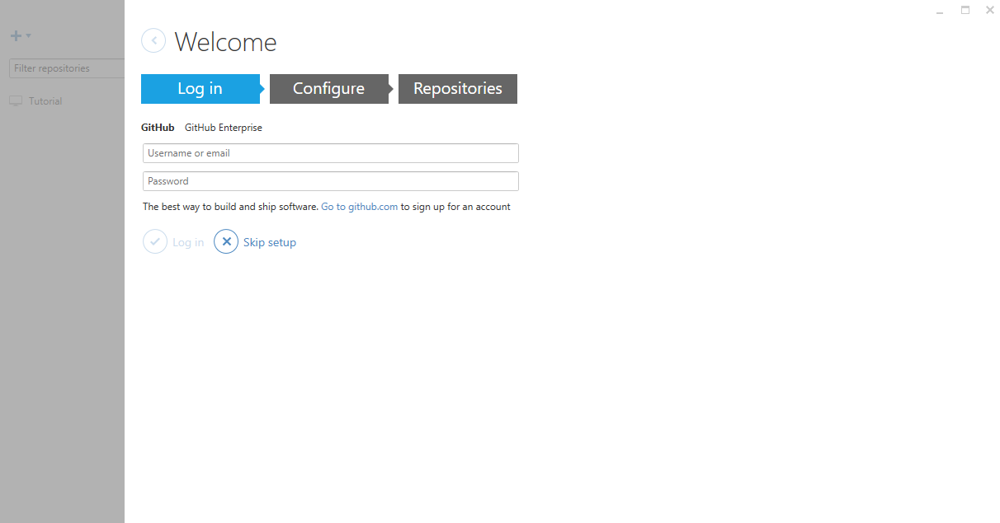 Welcome
Filter repositories
Tutorial
Log in
Configure
Repositories
GitHub
GitHub Enterprise
Username or email
Password
The best way to build and ship software. Go to github.com to sign up for an account
Log in
Skip setup